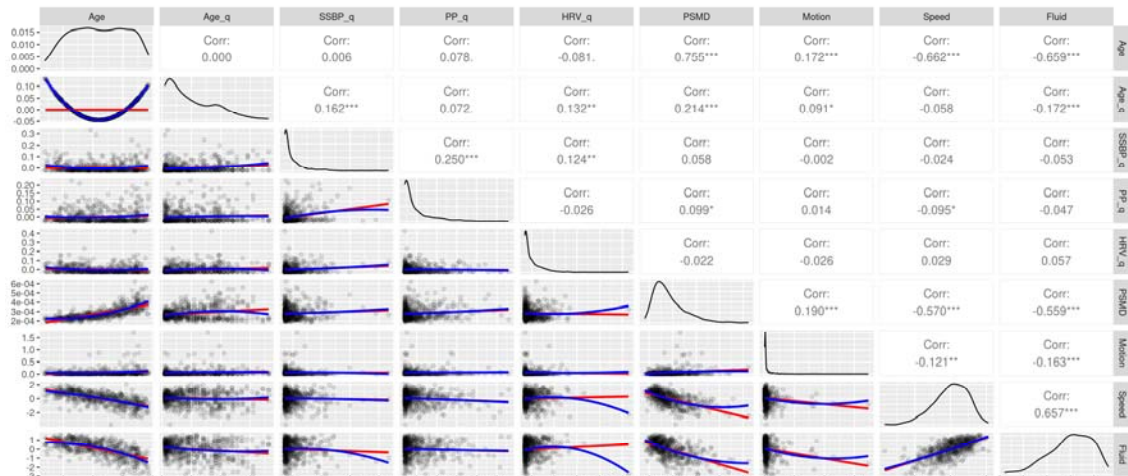 Age Age_q SSBP_q PP_q HRV_q PSMD Motion Speed Fluid
0.015 Corr: Corr: Corr: Corr: Corr: Corr: Corr: Corr: Age
0.010
0.005 0.000 0.006 0.078. -0.081. 0.755*** 0.172*** -0.662*** -0.659***
0.000
0.10 Corr: Corr: Corr: Corr: Corr: Corr: Corr: Age_q
0.05
0.00 0.162*** 0.072. 0.132** 0.214*** 0.091* -0.058 -0.172***
-0.05
0.3 Corr: Corr: Corr: Corr: Corr: Corr: SSBP_q
0.2
0.1 0.250*** 0.124** 0.058 -0.002 -0.024 -0.053
0.0
0.20 Corr: Corr: Corr: Corr: Corr: PP_q
0.15
0.10 -0.026 0.099* 0.014 -0.095* -0.047
0.05
0.00
0.4 Corr: Corr: Corr: Corr: HRV_q
0.3
0.2 -0.022 -0.026 0.029 0.057
0.1
0.0
6e-04 Corr: Corr: Corr: PSMD
5e-04
4e-04 0.190*** -0.570*** -0.559***
3e-04
2e-04
1.5 Corr: Corr: Motion
1.0
0.5 -0.121** -0.163***
0.0
2 Corr: Speed
0 0.657***
-2
1 Fluid
0
-1
-2
-3